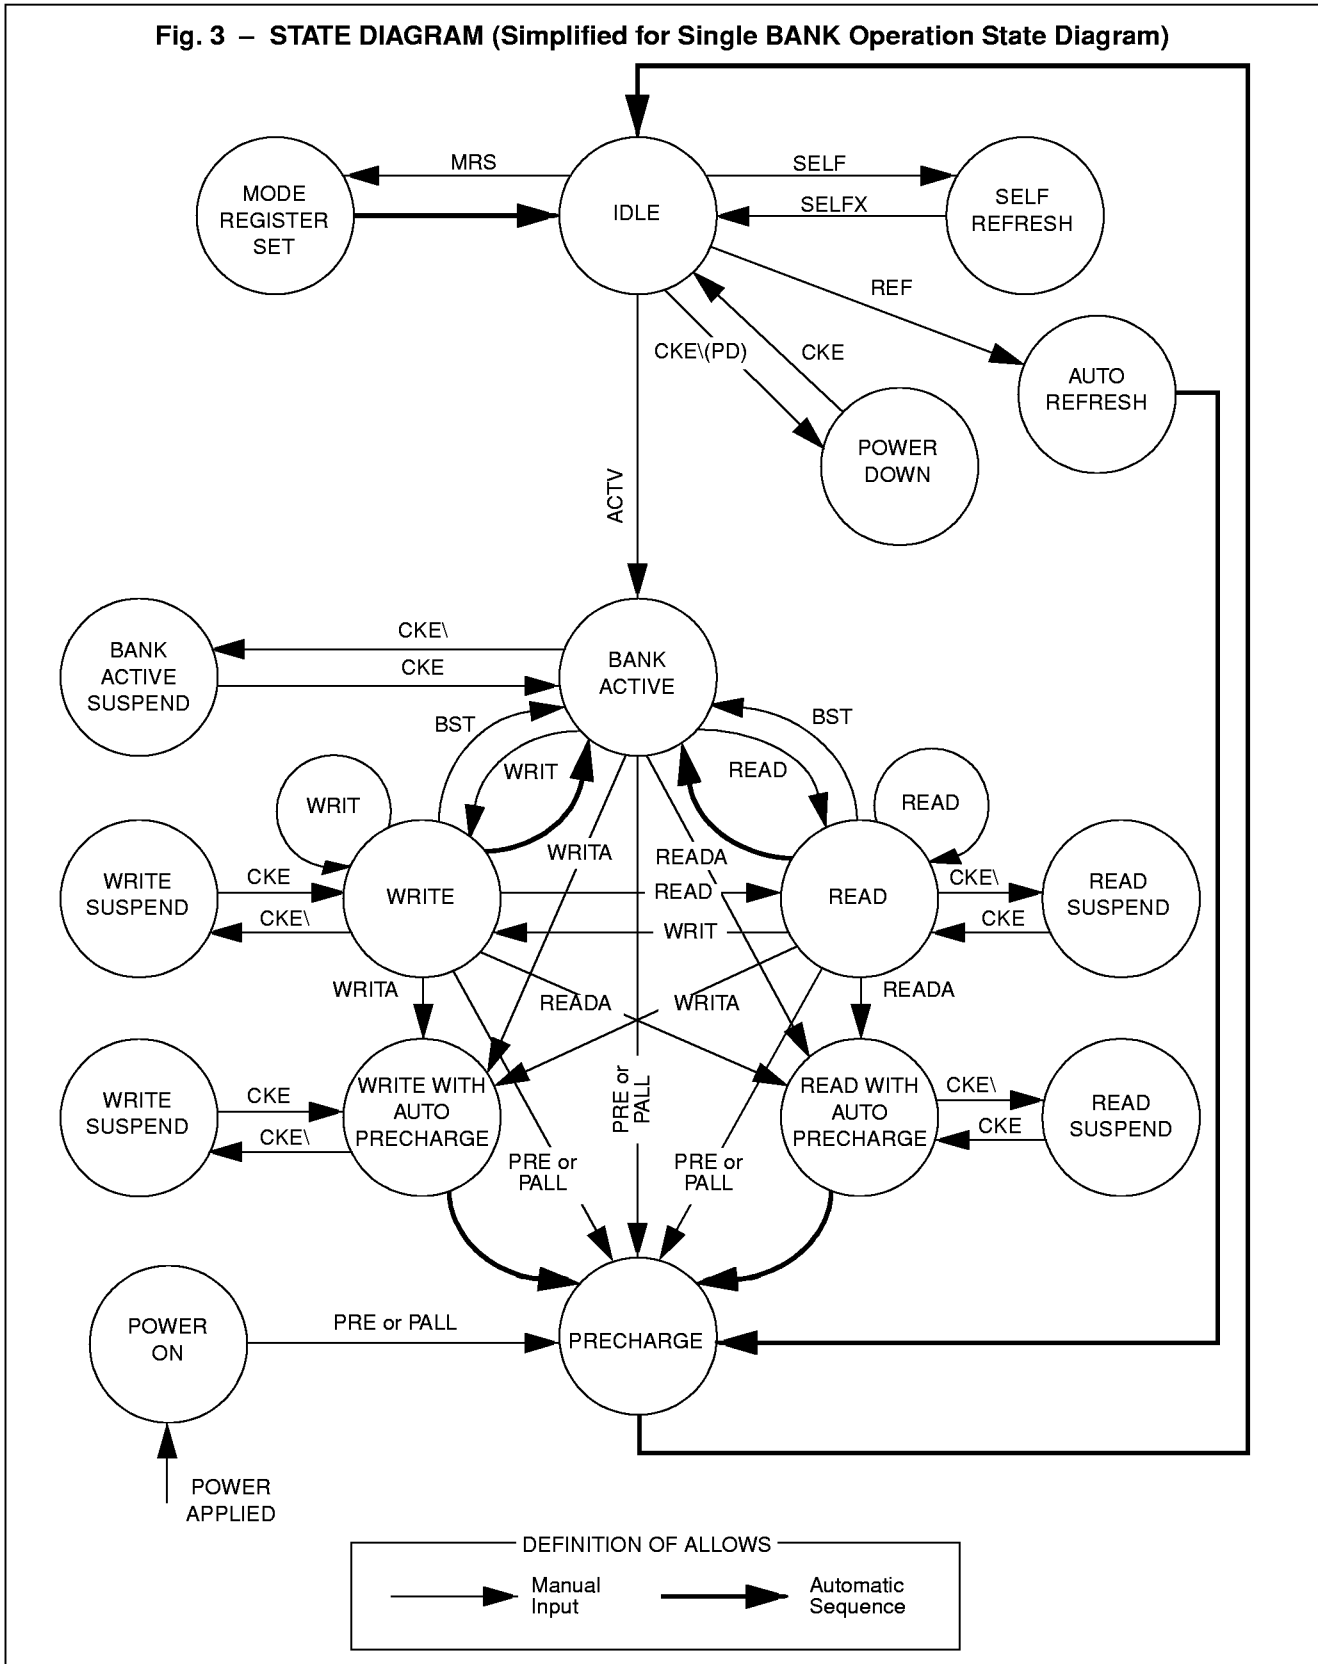 Fig. 3 – STATE DIAGRAM (Simplified for Single BANK Operation State Diagram)
MRS
SELF
MODE
REGISTER
SET
IDLE
SELFX
SELF
REFRESH
REF
CKE\(PD)
CKE
AUTO
REFRESH
POWER
DOWN
ACTV
BANK
ACTIVE
SUSPEND
CKE\
CKE
BANK
ACTIVE
BST
BST
WRIT
READ
WRIT
READ
WRITA
READA
WRITE
SUSPEND
CKE
CKE\
WRITE
READ
WRIT
READ
CKE\
CKE
READ
SUSPEND
WRITA
READA
WRITA
READA
WRITE
SUSPEND
CKE
CKE\
WRITE WITH
AUTO
PRECHARGE
PRE or
PALL
READ WITH
AUTO
PRECHARGE
CKE\
CKE
READ
SUSPEND
PRE or
PALL
PRE or
PALL
POWER
ON
PRE or PALL
PRECHARGE
POWER
APPLIED
DEFINITION OF ALLOWS
Manual
Input
Automatic
Sequence